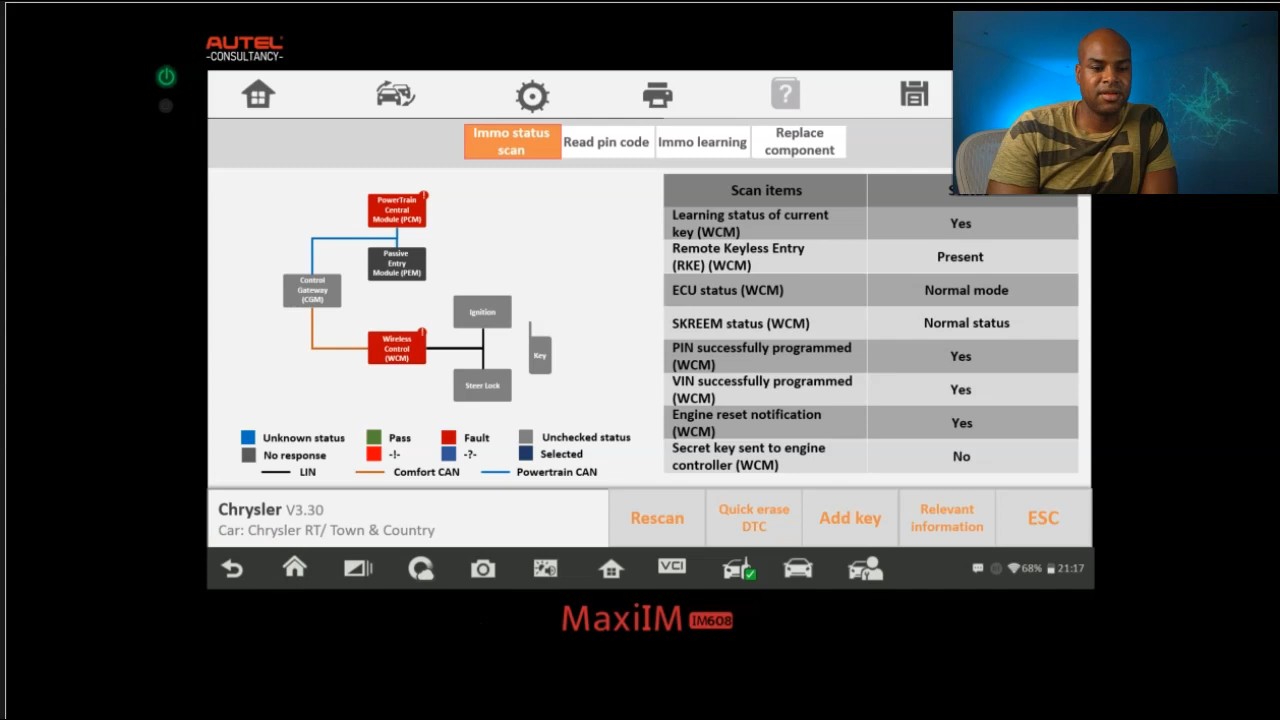 AUTEL
-CONSULTANCY-
Immo status
scan
Read pin code
Immo learning
Replace
component
?
PowerTrain
Central
Module (PCM)
Passive
Entry
Module (PEM)
Control
Gateway
(CGM)
Ignition
Wireless
Control
(WCM)
Key
Steer Lock
Unknown status
Pass
Fault
Unchecked status
No response
-!-
-?-
Selected
LIN
Comfort CAN
Powertrain CAN
Scan items
Learning status of current
key (WCM)
Yes
Remote Keyless Entry
(RKE) (WCM)
Present
ECU status (WCM)
Normal mode
SKREEM status (WCM)
Normal status
PIN successfully programmed
(WCM)
Yes
VIN successfully programmed
(WCM)
Yes
Engine reset notification
(WCM)
Yes
Secret key sent to engine
controller (WCM)
No
Chrysler V3.30
Car: Chrysler RT/ Town & Country
Rescan
Quick erase
DTC
Add key
Relevant
information
ESC
VCI
68% 21:17
MaxiIM IM608